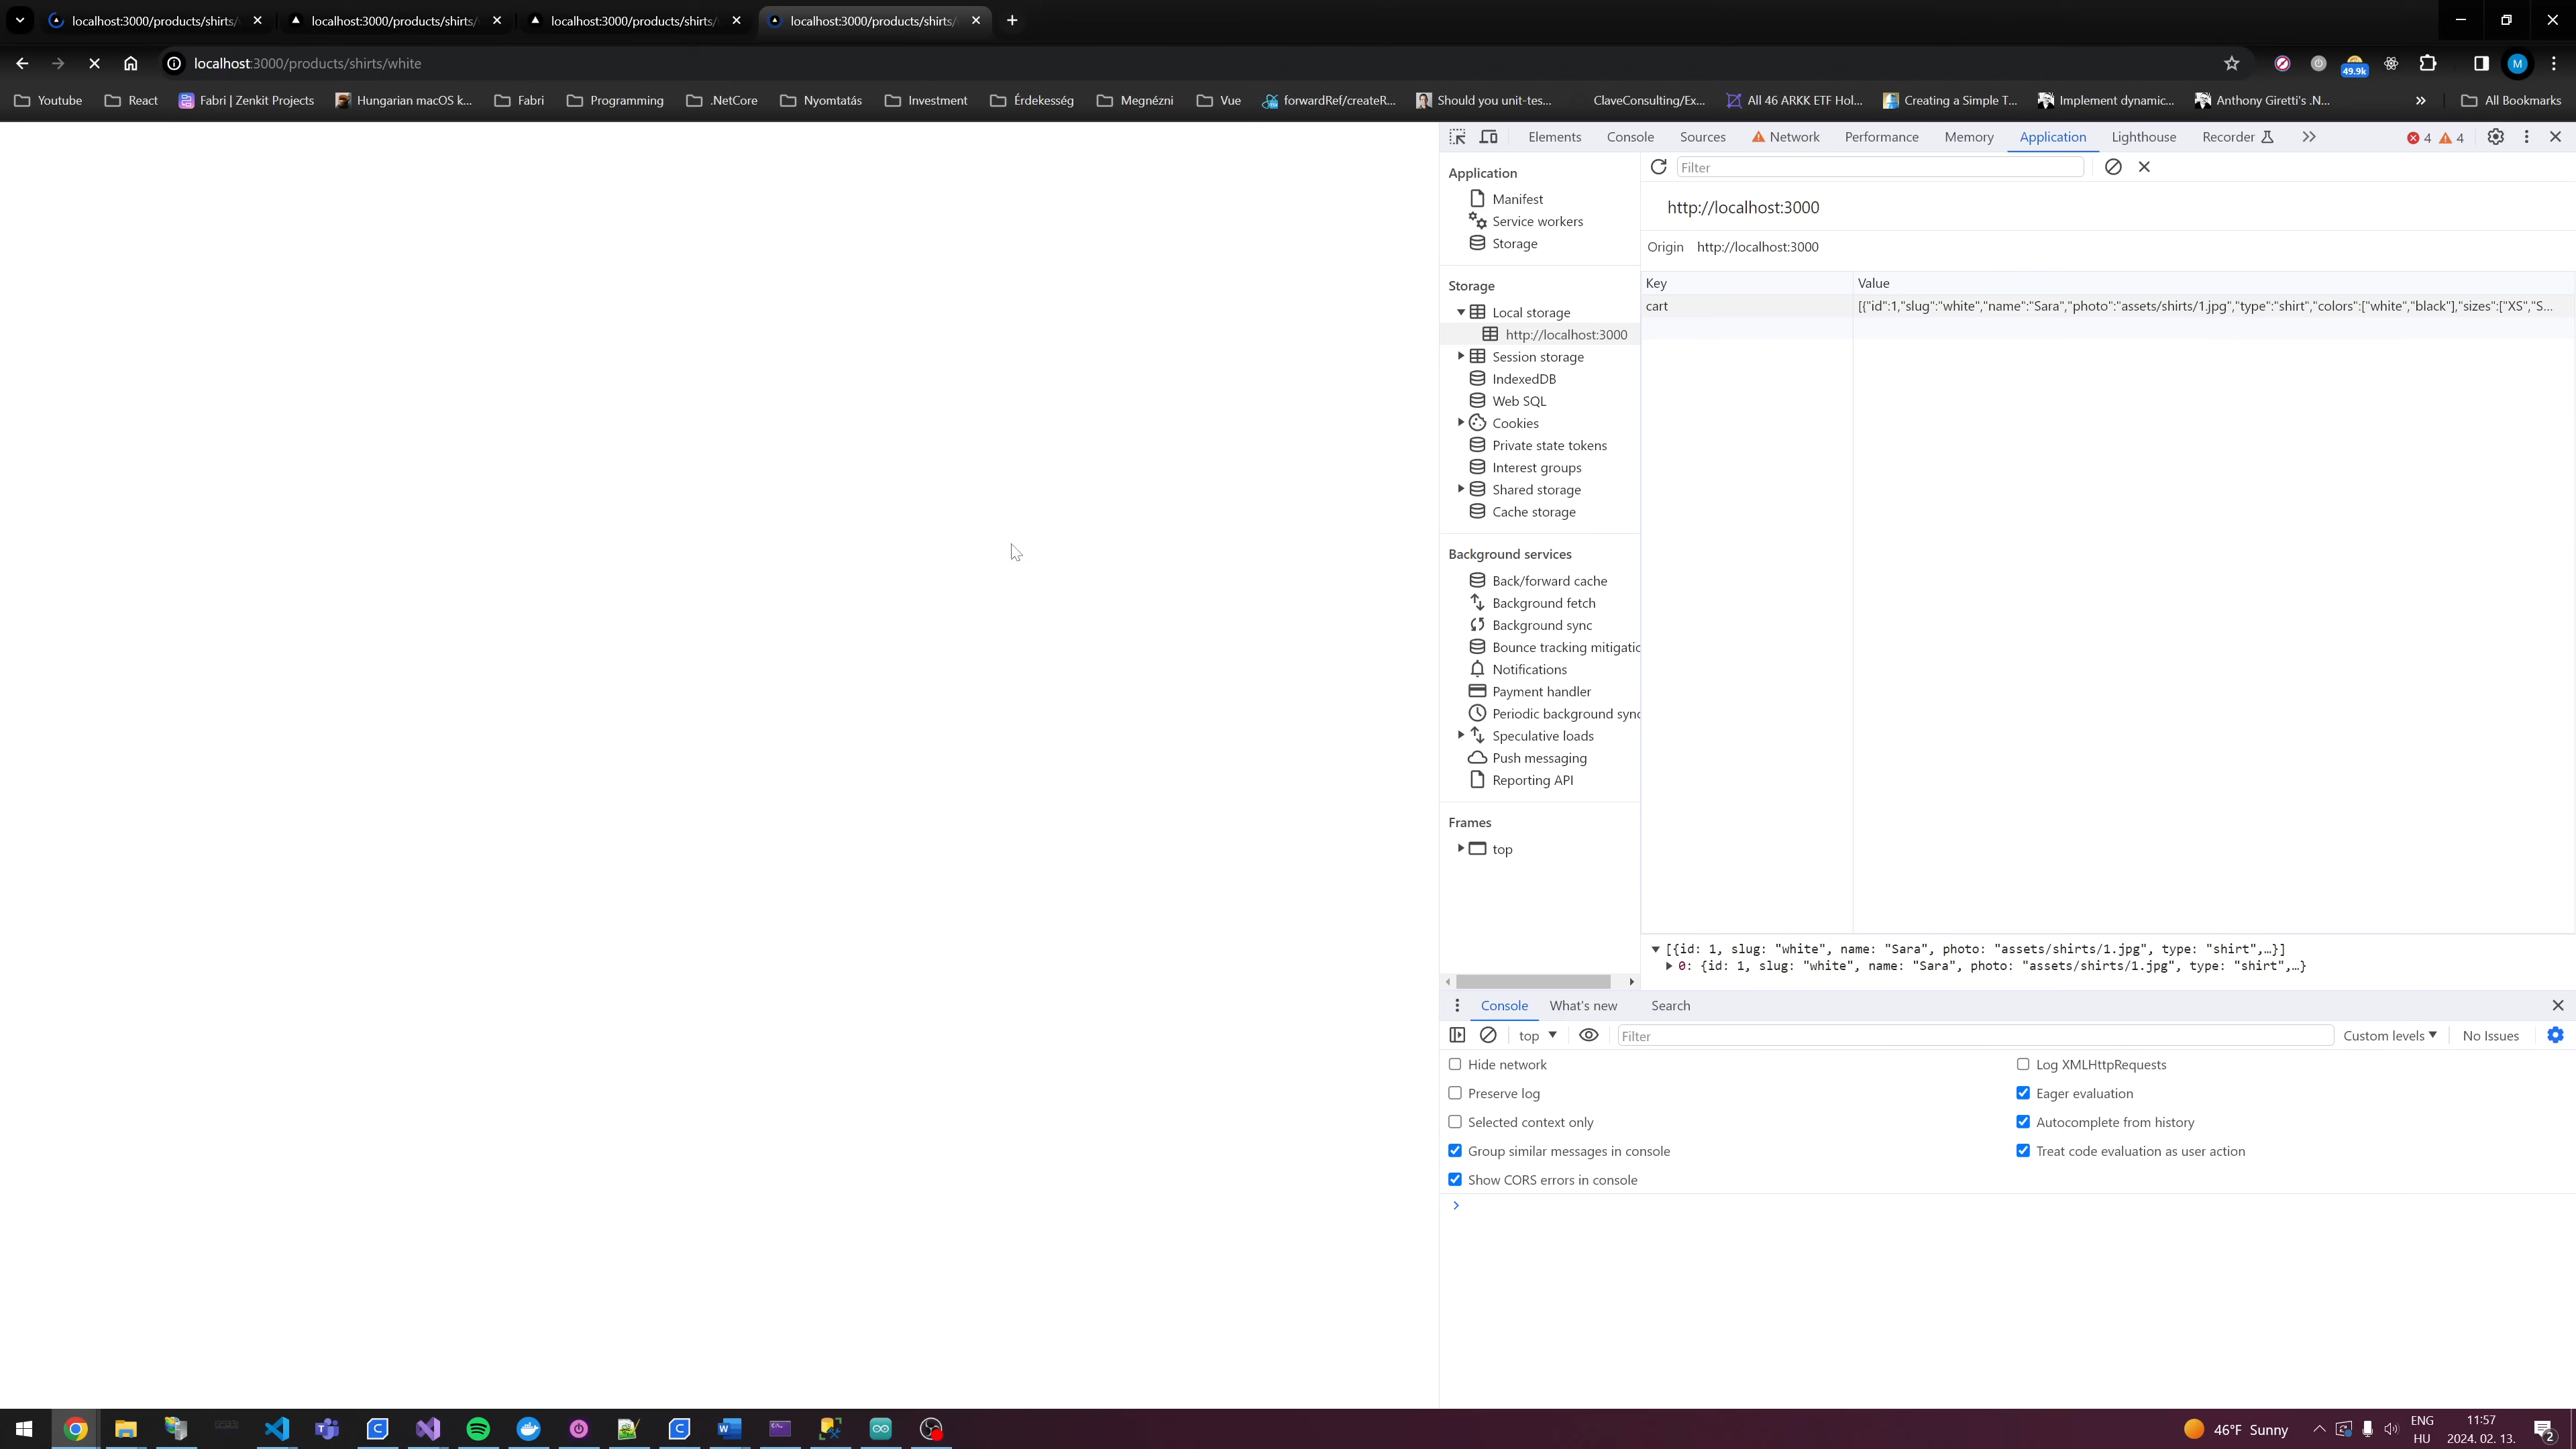 localhost:3000/products/shirts/ localhost:3000/products/shirts/ localhost:3000/products/shirts/ localhost:3000/products/shirts/
localhost:3000/products/shirts/white 49.9k M
Youtube React Fabri | Zenkit Projects Hungarian macOS k... Fabri Programming .NetCore Nyomtatás Investment Érdekesség Megnézni Vue forwardRef/createR... Should you unit-tes... ClaveConsulting/Ex... All 46 ARKK ETF Hol... Creating a Simple T... Implement dynamic... Anthony Giretti's .N... » All Bookmarks
Elements Console Sources Network Performance Memory Application Lighthouse Recorder 4 4
Filter
Application
Manifest
Service workers
Storage
Storage
Local storage
http://localhost:3000
Session storage
IndexedDB
Web SQL
Cookies
Private state tokens
Interest groups
Shared storage
Cache storage
Background services
Back/forward cache
Background fetch
Background sync
Bounce tracking mitigatic
Notifications
Payment handler
Periodic background sync
Speculative loads
Push messaging
Reporting API
Frames
top
http://localhost:3000
Origin http://localhost:3000
Key Value
cart [{"id":1,"slug":"white","name":"Sara","photo":"assets/shirts/1.jpg","type":"shirt","colors":["white","black"],"sizes":["XS","S...
[{id: 1, slug: "white", name: "Sara", photo: "assets/shirts/1.jpg", type: "shirt",…}]
0: {id: 1, slug: "white", name: "Sara", photo: "assets/shirts/1.jpg", type: "shirt",…}
Console What's new Search
top Filter Custom levels No Issues
Hide network Log XMLHttpRequests
Preserve log Eager evaluation
Selected context only Autocomplete from history
Group similar messages in console Treat code evaluation as user action
Show CORS errors in console
46°F Sunny
ENG
HU
11:57
2024. 02. 13.
2